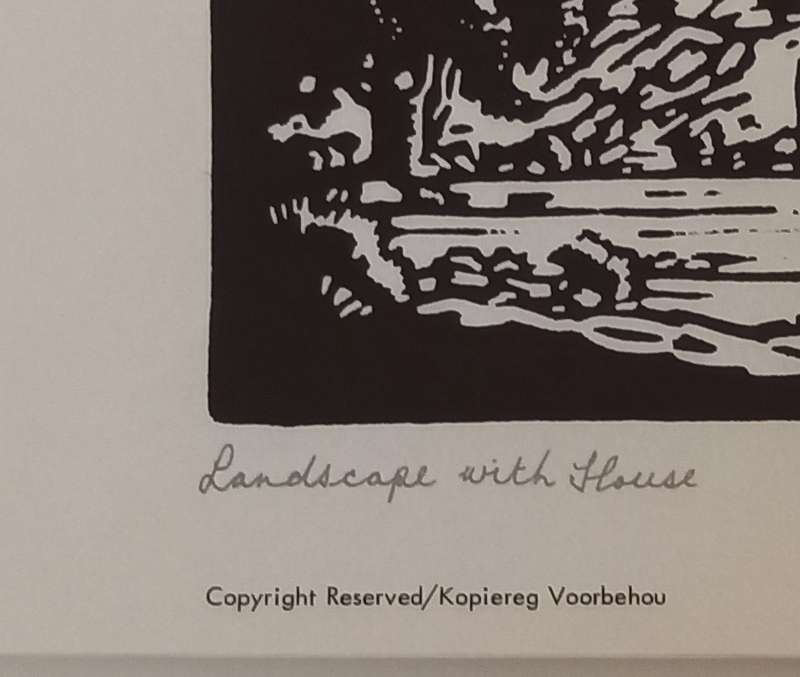 Landscape with House
Copyright Reserved/Kopiereg Voorbehou